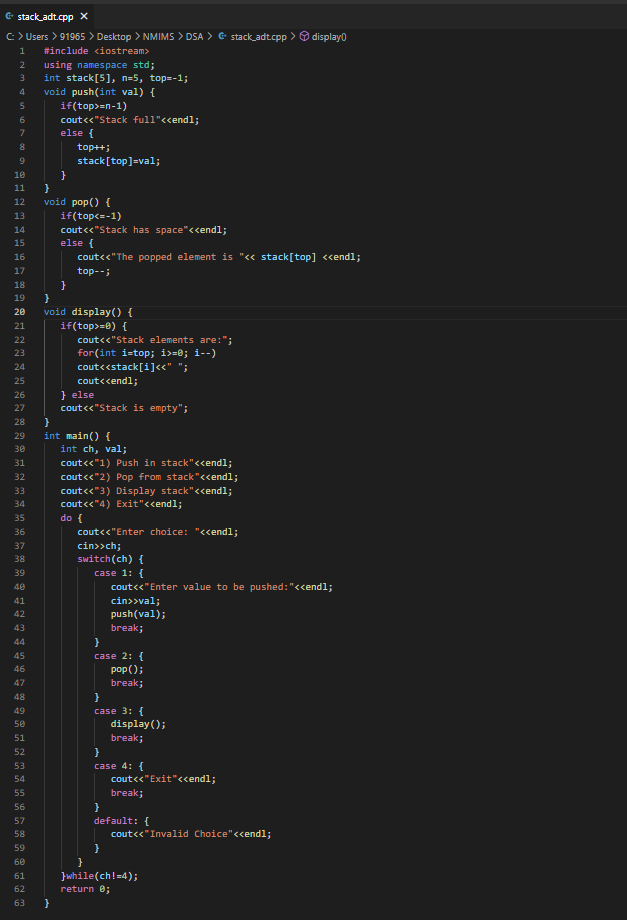 stack_adt.cpp ×
C: > Users > 91965 > Desktop > NMIMS > DSA > stack_adt.cpp > display()
1 #include <iostream>
2 using namespace std;
3 int stack[5], n=5, top=-1;
4 void push(int val) {
5 if(top>=n-1)
6 cout<<"Stack full"<<endl;
7 else {
8 top++;
9 stack[top]=val;
10 }
11 }
12 void pop() {
13 if(top<=-1)
14 cout<<"Stack has space"<<endl;
15 else {
16 cout<<"The popped element is "<< stack[top] <<endl;
17 top--;
18 }
19 }
20 void display() {
21 if(top>=0) {
22 cout<<"Stack elements are:";
23 for(int i=top; i>=0; i--)
24 cout<<stack[i]<<" ";
25 cout<<endl;
26 } else
27 cout<<"Stack is empty";
28 }
29 int main() {
30 int ch, val;
31 cout<<"1) Push in stack"<<endl;
32 cout<<"2) Pop from stack"<<endl;
33 cout<<"3) Display stack"<<endl;
34 cout<<"4) Exit"<<endl;
35 do {
36 cout<<"Enter choice: "<<endl;
37 cin>>ch;
38 switch(ch) {
39 case 1: {
40 cout<<"Enter value to be pushed:"<<endl;
41 cin>>val;
42 push(val);
43 break;
44 }
45 case 2: {
46 pop();
47 break;
48 }
49 case 3: {
50 display();
51 break;
52 }
53 case 4: {
54 cout<<"Exit"<<endl;
55 break;
56 }
57 default: {
58 cout<<"Invalid Choice"<<endl;
59 }
60 }
61 }while(ch!=4);
62 return 0;
63 }